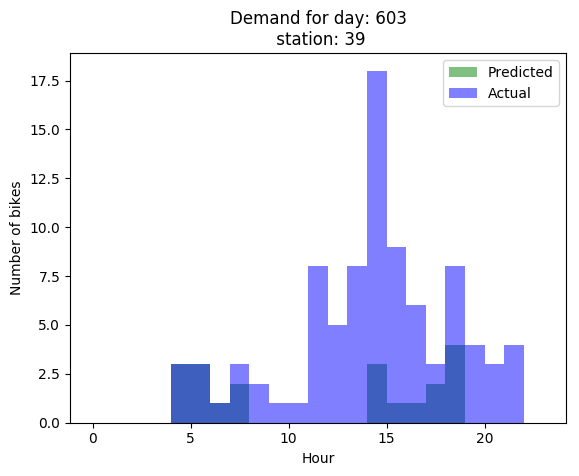 Demand for day: 603
station: 39
Predicted
Actual
Number of bikes
17.5
15.0
12.5
10.0
7.5
5.0
2.5
0.0
0 5 10 15 20
Hour